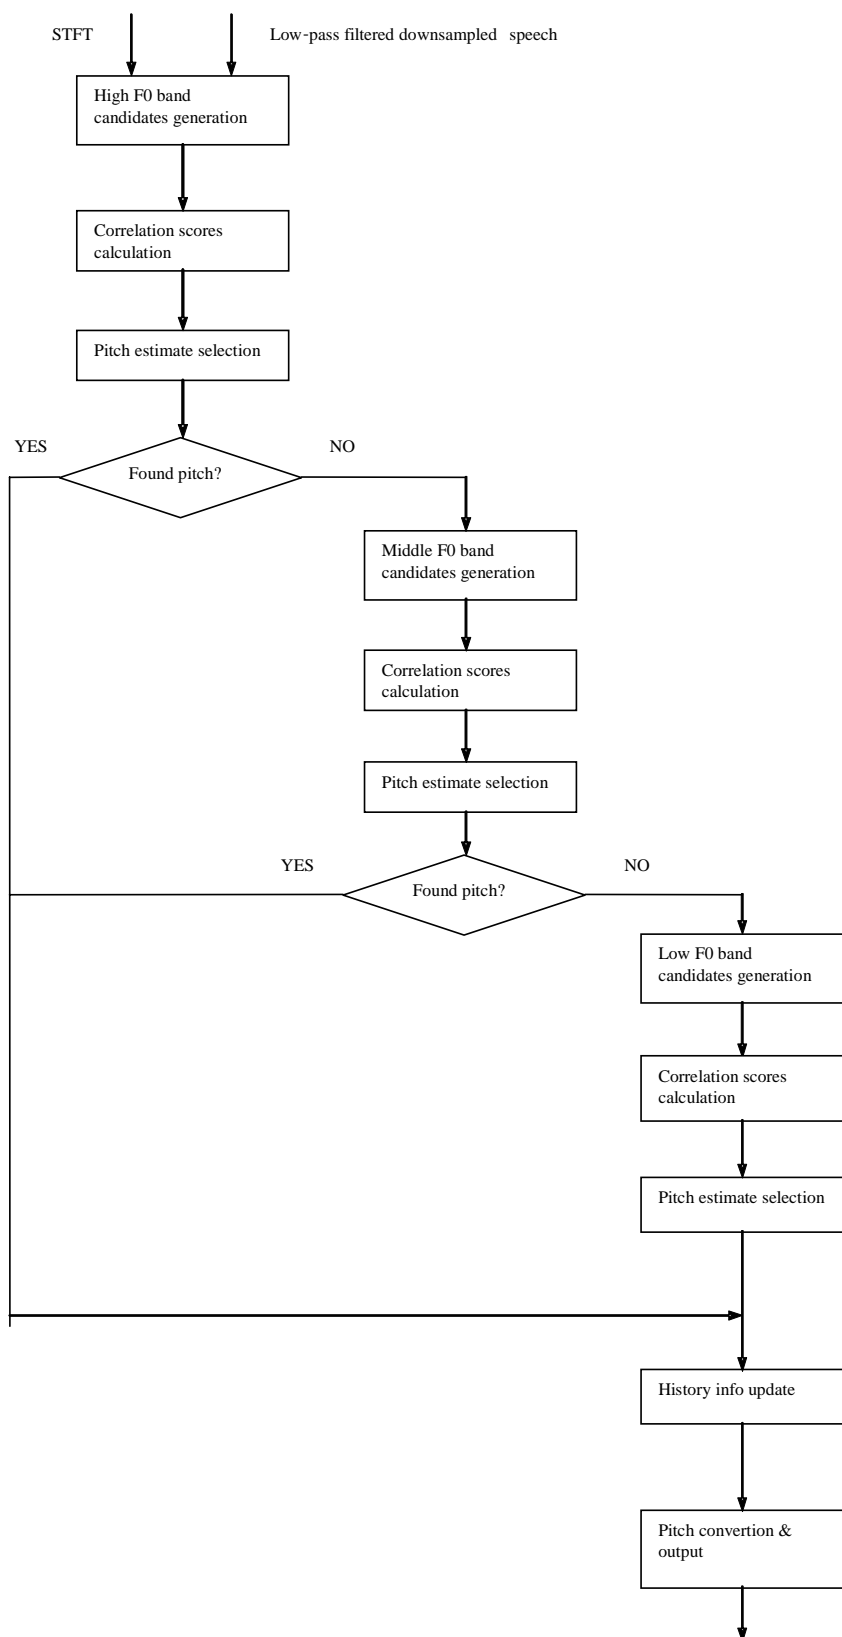 STFT
Low-pass filtered downsampled speech
High F0 band
candidates generation
Correlation scores
calculation
Pitch estimate selection
YES
NO
Found pitch?
Middle F0 band
candidates generation
Correlation scores
calculation
Pitch estimate selection
YES
NO
Found pitch?
Low F0 band
candidates generation
Correlation scores
calculation
Pitch estimate selection
History info update
Pitch convertion &
output